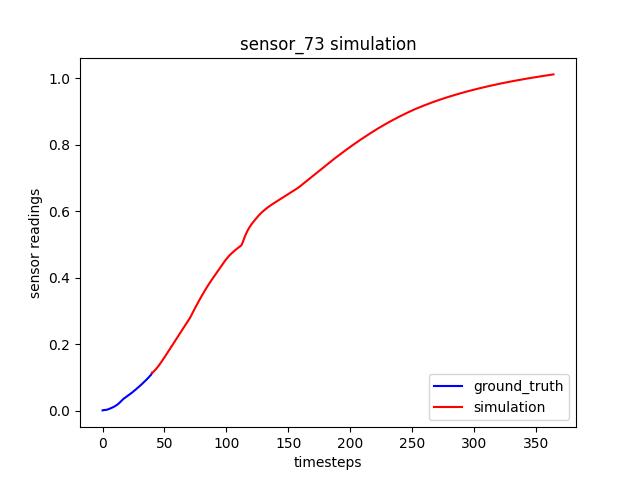 sensor_73 simulation
1.0
0.8
0.6
0.4
0.2
0.0
sensor readings
0 50 100 150 200 250 300 350
timesteps
ground_truth
simulation